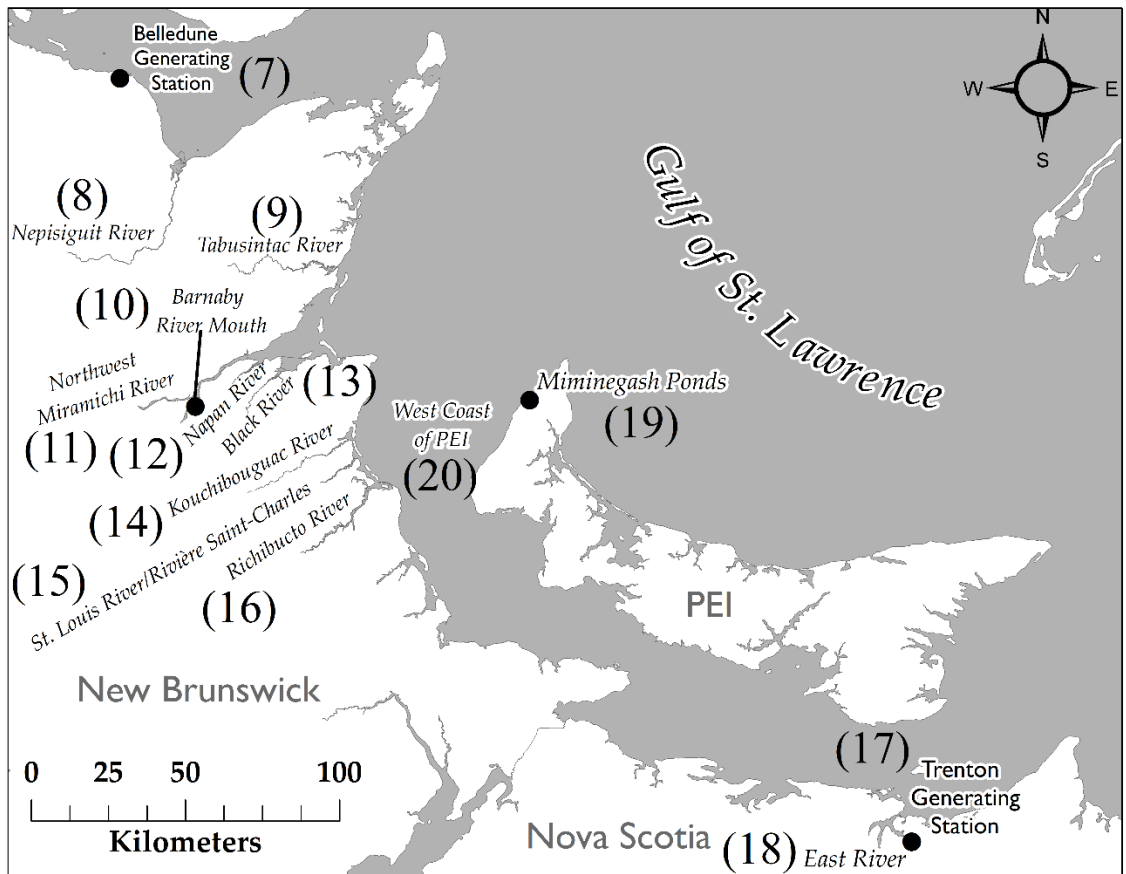 N
W
E
S
Belledune
Generating
Station
(7)
Gulf of St. Lawrence
(8)
Nepisiguit River
(9)
Tabusintac River
(10)
Barnaby
River Mouth
Northwest
Miramichi River
(11)
(12)
Napan River
Black River
(13)
Miminegash Ponds
(19)
West Coast
of PEI
(20)
(14)
Kouchibouguac River
(15)
St. Louis River/Rivière Saint-Charles
Richibucto River
(16)
PEI
New Brunswick
(17)
Trenton
Generating
Station
0 25 50 100
Kilometers
Nova Scotia
(18)
East River